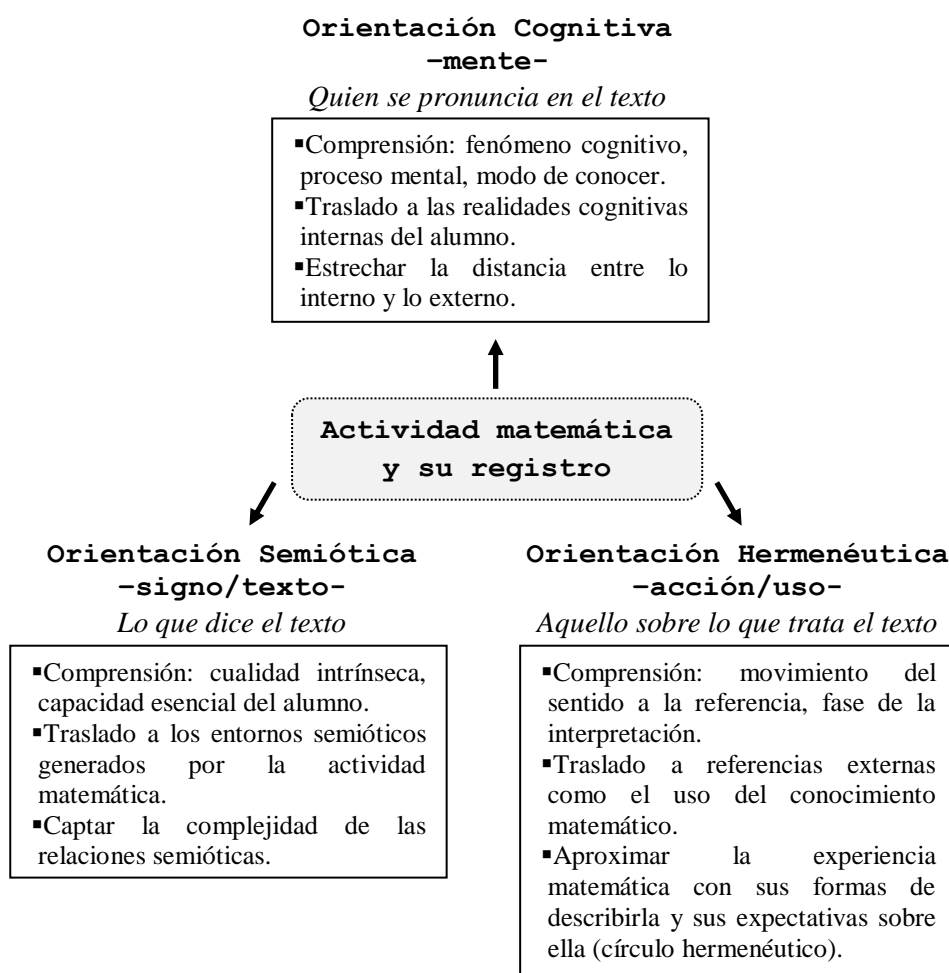 Orientación Cognitiva
–mente-
Quien se pronuncia en el texto
▪Comprensión: fenómeno cognitivo,
proceso mental, modo de conocer.
▪Traslado a las realidades cognitivas
internas del alumno.
▪Estrechar la distancia entre lo
interno y lo externo.
Actividad matemática
y su registro
Orientación Semiótica
–signo/texto-
Lo que dice el texto
▪Comprensión: cualidad intrínseca,
capacidad esencial del alumno.
▪Traslado a los entornos semióticos
generados por la actividad
matemática.
▪Captar la complejidad de las
relaciones semióticas.
Orientación Hermenéutica
–acción/uso-
Aquello sobre lo que trata el texto
▪Comprensión: movimiento del
sentido a la referencia, fase de la
interpretación.
▪Traslado a referencias externas
como el uso del conocimiento
matemático.
▪Aproximar la experiencia
matemática con sus formas de
describirla y sus expectativas sobre
ella (círculo hermenéutico).